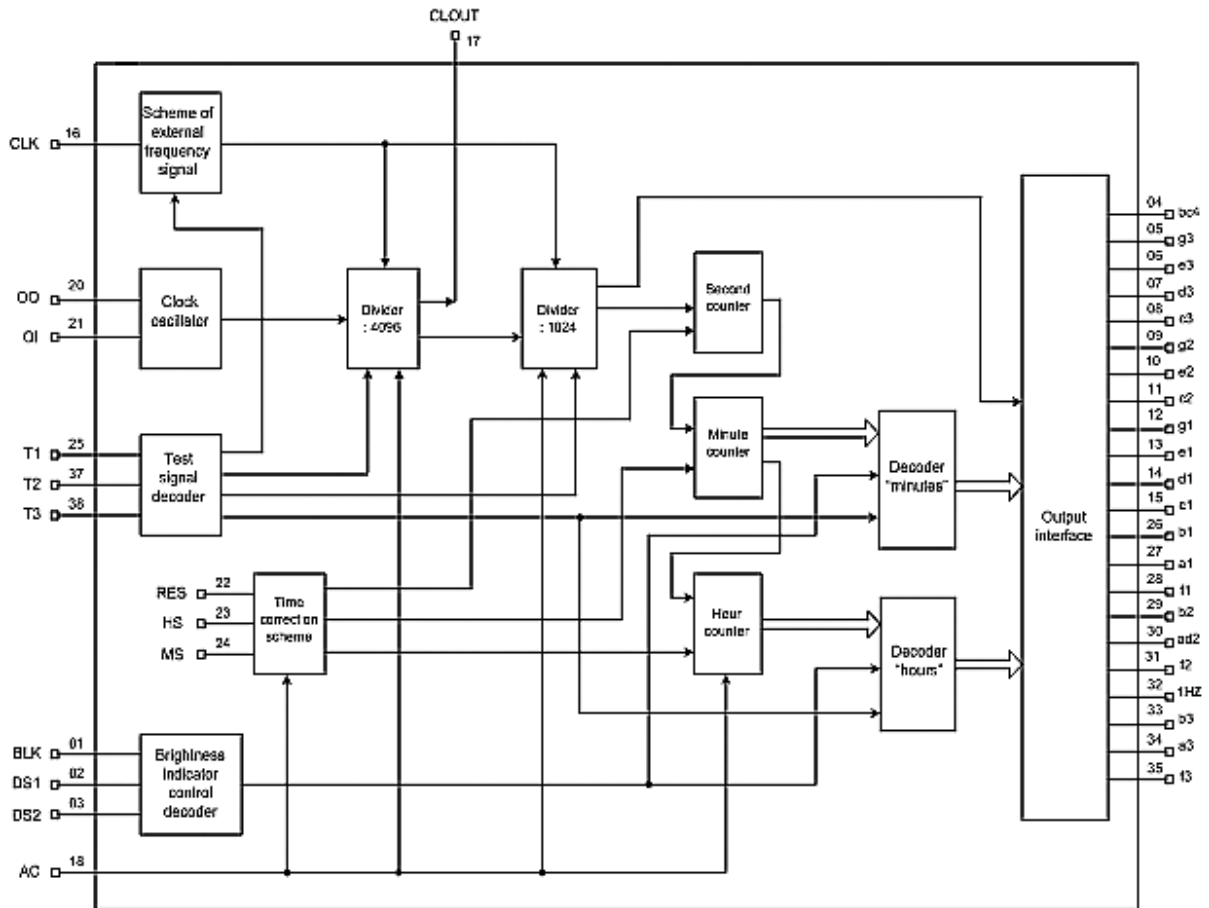 CLOUT
17
CLK
16
Scheme of
external
frequency
signal
OO
20
OI
21
Clock
oscillator
Divider
: 4096
Divider
: 1024
Second
counter
T1
25
T2
37
T3
38
Test
signal
decoder
Minute
counter
Decoder
"minutes"
RES
22
HS
23
MS
24
Time
correction
scheme
Hour
counter
Decoder
"hours"
BLK
01
DS1
02
DS2
03
Brightness
indicator
control
decoder
AC
18
Output
interface
04
bc4
05
g3
06
e3
07
d3
08
c3
09
g2
10
e2
11
c2
12
g1
13
e1
14
d1
15
c1
26
b1
27
a1
28
f1
29
b2
30
ad2
31
f2
32
1HZ
33
b3
34
a3
35
f3